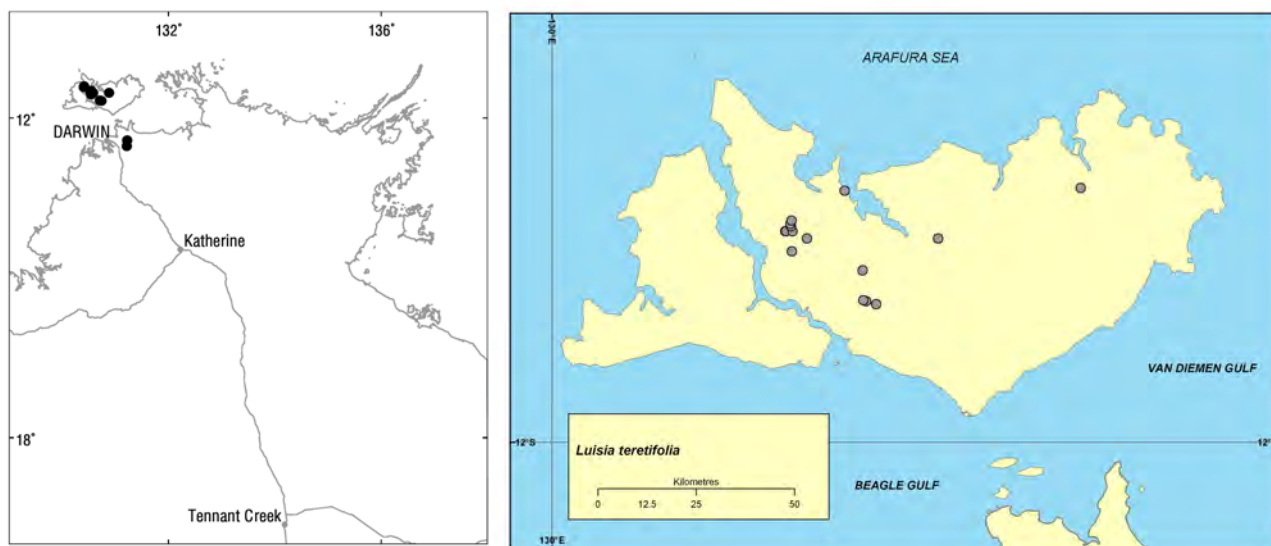 132°
136°
12°
DARWIN
Katherine
18°
Tennant Creek
130°E
ARAFURA SEA
VAN DIEMEN GULF
12°S
12°
Luisia teretifolia
Kilometres
0 12.5 25 50
BEAGLE GULF
130°E